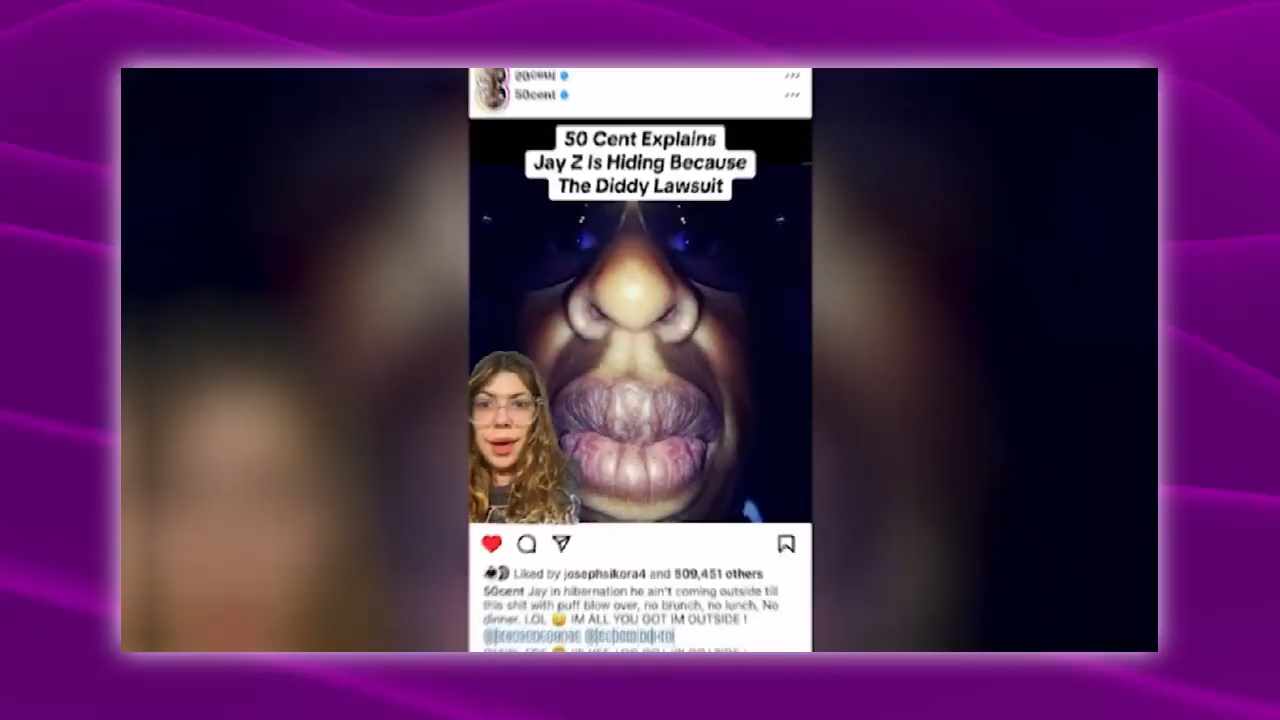 50cent
50cent
50 Cent Explains
Jay Z Is Hiding Because
The Diddy Lawsuit
Liked by josephsikora4 and 509,451 others
50cent Jay in hibernation he ain't coming outside till
this shit with puff blow over, no brunch, no lunch, No
dinner. LOL 😀 IM ALL YOU GOT IM OUTSIDE !